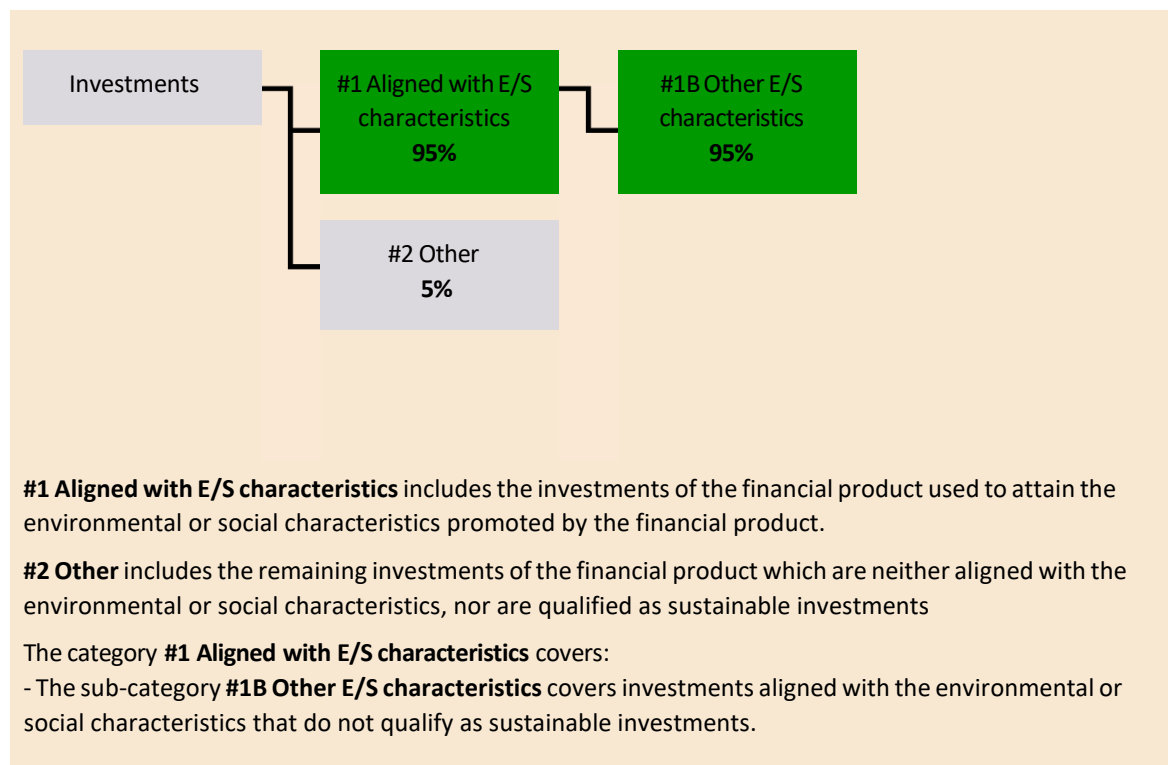 Investments
#1 Aligned with E/S
characteristics
95%
#1B Other E/S
characteristics
95%
#2 Other
5%
#1 Aligned with E/S characteristics includes the investments of the financial product used to attain the
environmental or social characteristics promoted by the financial product.
#2 Other includes the remaining investments of the financial product which are neither aligned with the
environmental or social characteristics, nor are qualified as sustainable investments
The category #1 Aligned with E/S characteristics covers:
- The sub-category #1B Other E/S characteristics covers investments aligned with the environmental or
social characteristics that do not qualify as sustainable investments.